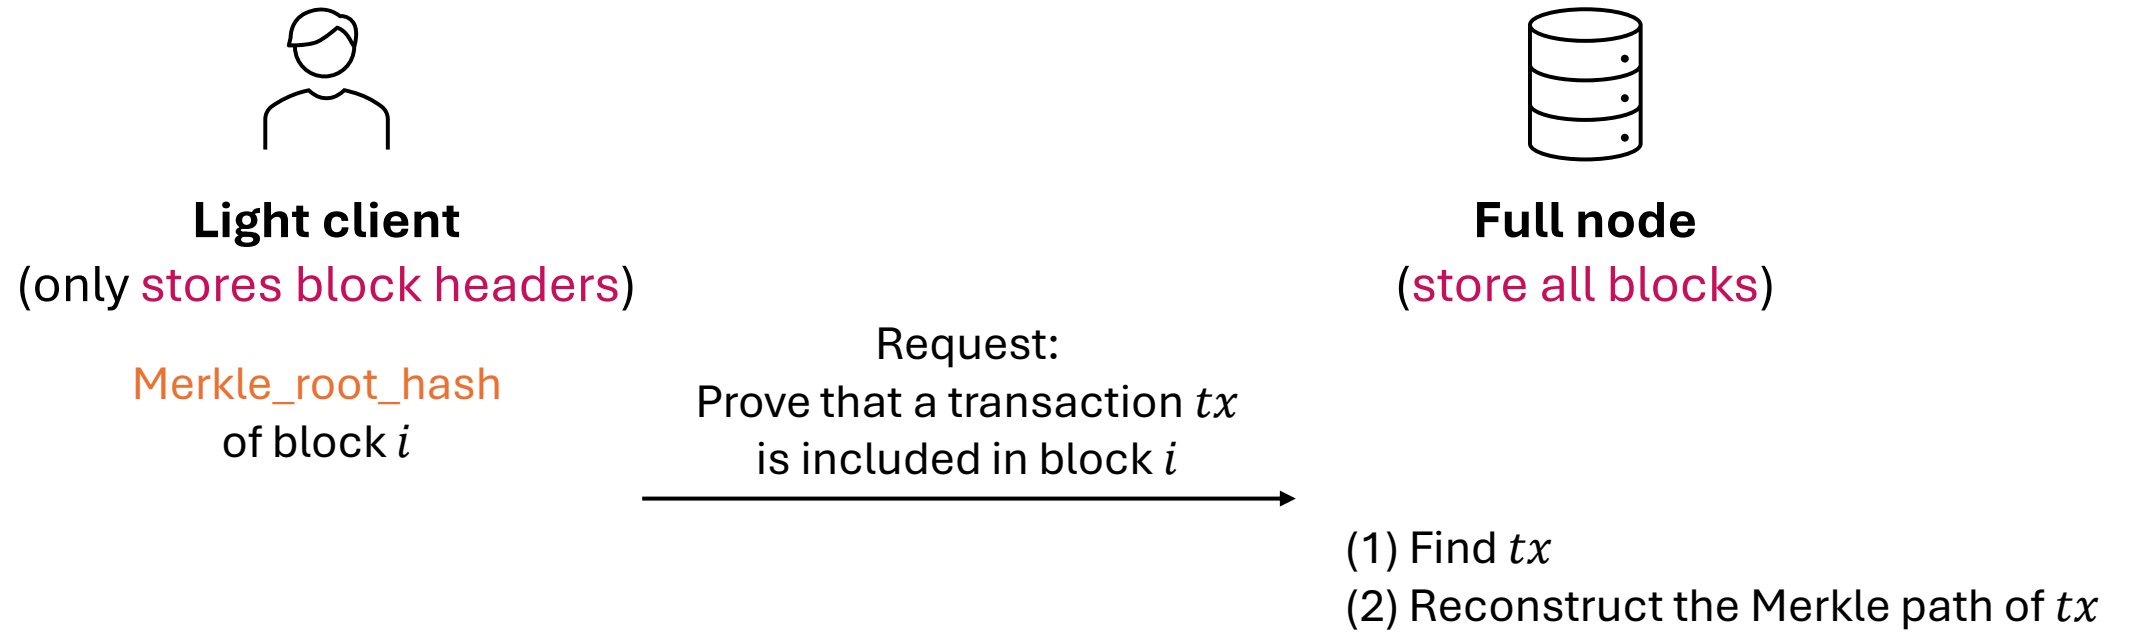 Light client
(only stores block headers)
Merkle_root_hash
of block i
Request:
Prove that a transaction tx
is included in block i
Full node
(store all blocks)
(1) Find tx
(2) Reconstruct the Merkle path of tx